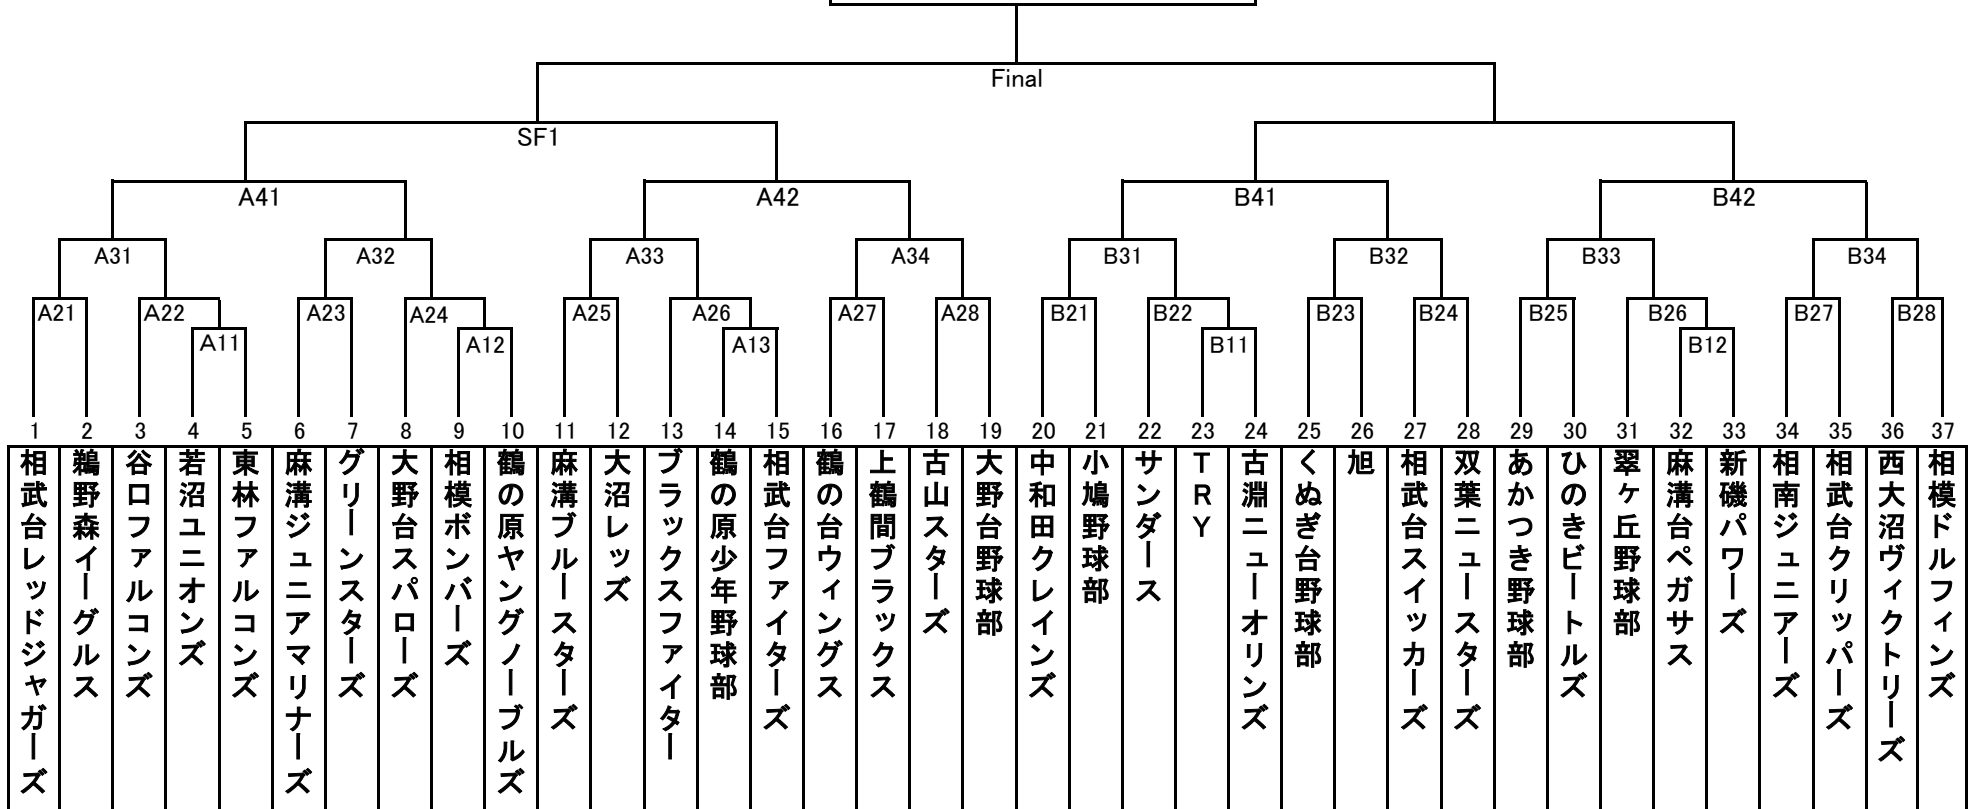 Final
SF1
A41 A42 B41 B42
A31 A32 A33 A34 B31 B32 B33 B34
A21 A22 A23 A24 A25 A26 A27 A28 B21 B22 B23 B24 B25 B26 B27 B28
A11 A12 A13 B11 B12
1 2 3 4 5 6 7 8 9 10 11 12 13 14 15 16 17 18 19 20 21 22 23 24 25 26 27 28 29 30 31 32 33 34 35 36 37
相武台レッドジャガーズ
鵜野森イーグルス
谷口ファルコンズ
若沼ユニオンズ
東林ファルコンズ
麻溝ジュニアマリナーズ
グリーンスターズ
大野台スパローズ
相模ボンバーズ
鶴の原ヤングノーブルズ
麻溝ブルースターズ
大沼レッズ
ブラックスファイター
鶴の原少年野球部
相武台ファイターズ
鶴の台ウィングス
上鶴間ブラックス
古山スターズ
大野台野球部
中和田クレインズ
小鳩野球部
サンダース
TRY
古淵ニューオリンズ
くぬぎ台野球部
旭
相武台スイッカーズ
双葉ニュースターズ
あかつき野球部
ひのきビートルズ
翠ヶ丘野球部
麻溝台ペガサス
新磯パワーズ
相南ジュニアーズ
相武台クリッパーズ
西大沼ヴィクトリーズ
相模ドルフィンズ